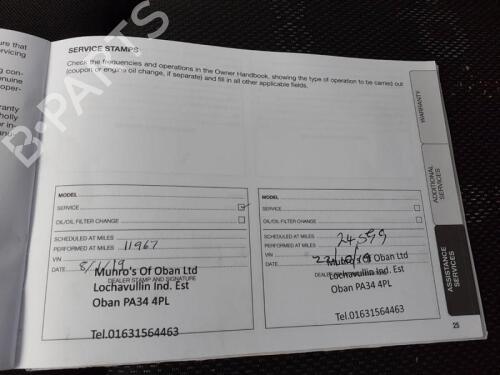 SERVICE STAMPS
Check the frequencies and operations in the Owner Handbook, showing the type of operation to be carried out
(coupon or engine oil change, if separate) and fill in all other applicable fields.
WARRANTY
ADDITIONAL
SERVICES
ASSISTANCE
SERVICES
MODEL
SERVICE
OIL/OIL FILTER CHANGE
SCHEDULED AT MILES
PERFORMED AT MILES 11967
VIN
DATE 8/1/19
DEALER STAMP AND SIGNATURE
Munro's Of Oban Ltd
Lochavullin Ind. Est
Oban PA34 4PL
Tel.01631564463
MODEL
SERVICE
OIL/OIL FILTER CHANGE
SCHEDULED AT MILES
PERFORMED AT MILES 24,599
VIN
DATE
Munro's Of Oban Ltd
Lochavullin Ind. Est
Oban PA34 4PL
Tel.01631564463
25
B-PARTS